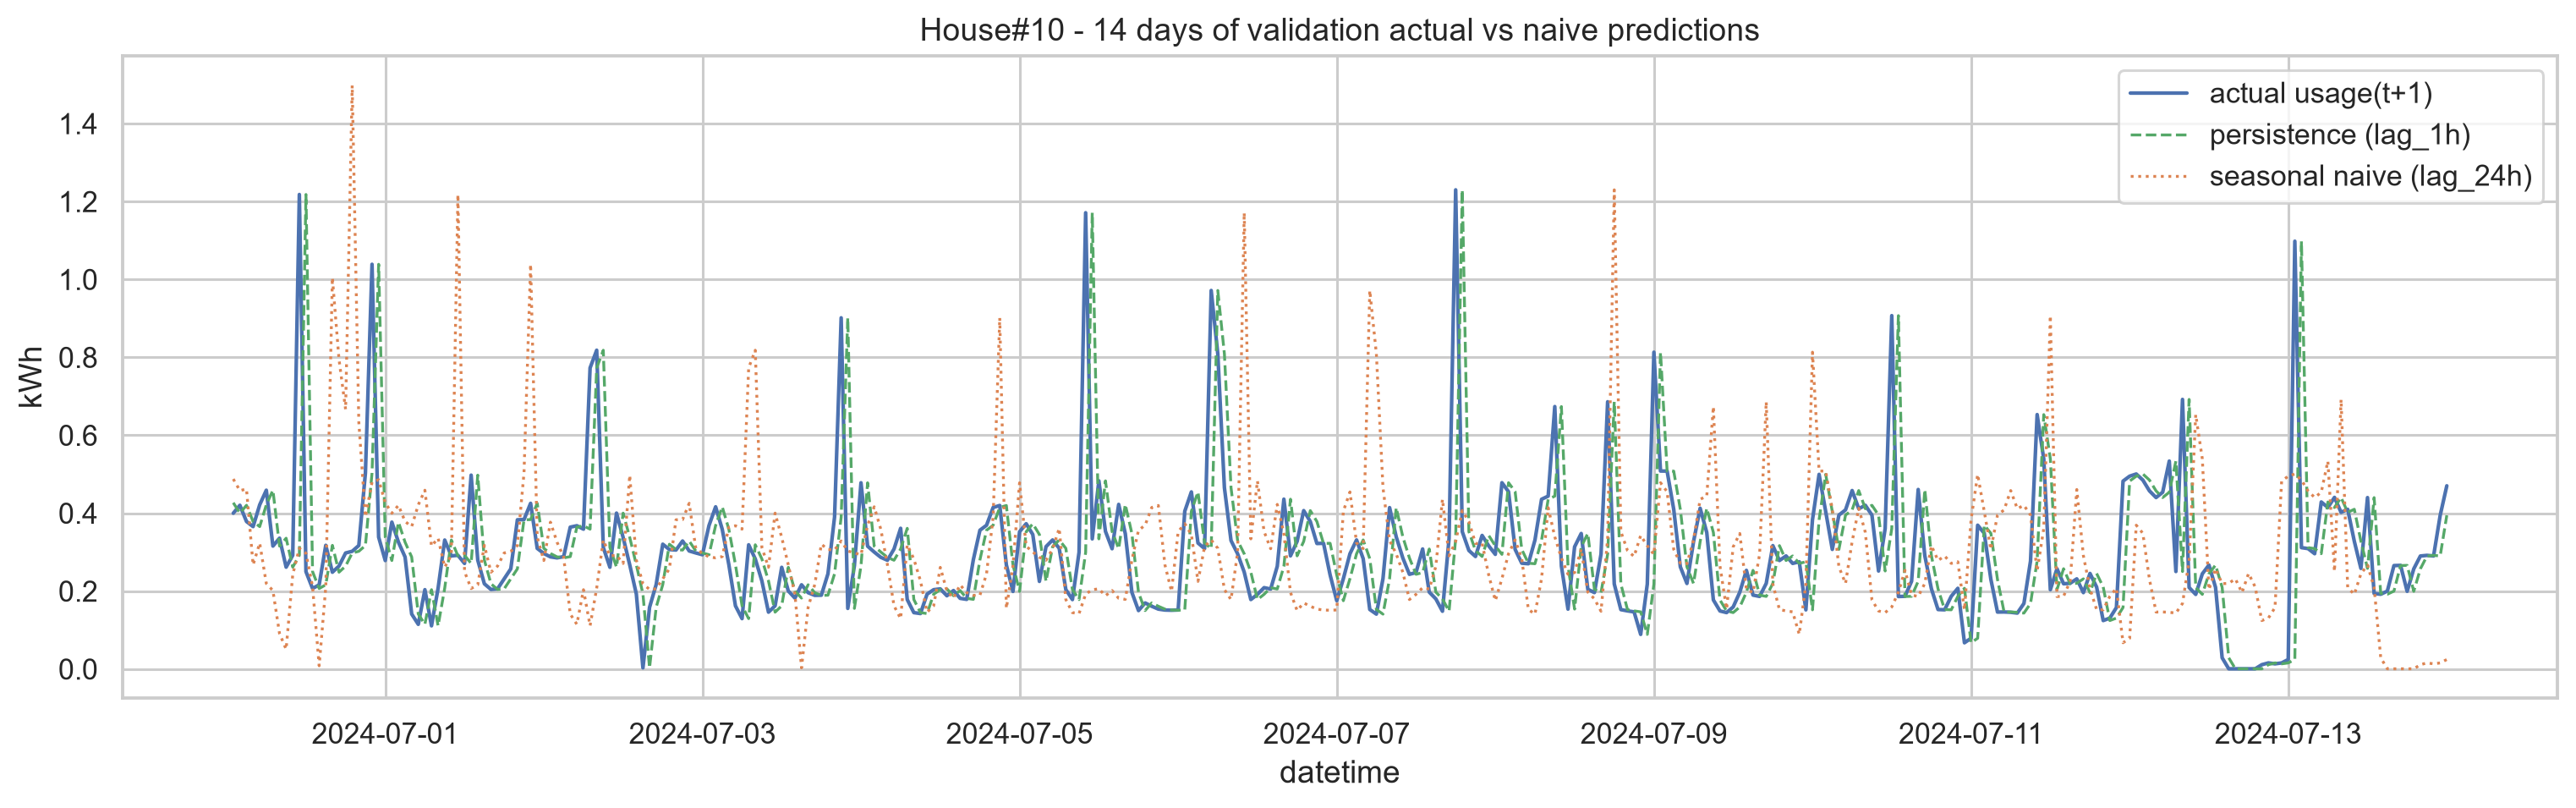 House#10 - 14 days of validation actual vs naive predictions
actual usage(t+1)
persistence (lag_1h)
seasonal naive (lag_24h)
kWh
1.4
1.2
1.0
0.8
0.6
0.4
0.2
0.0
2024-07-01 2024-07-03 2024-07-05 2024-07-07 2024-07-09 2024-07-11 2024-07-13
datetime